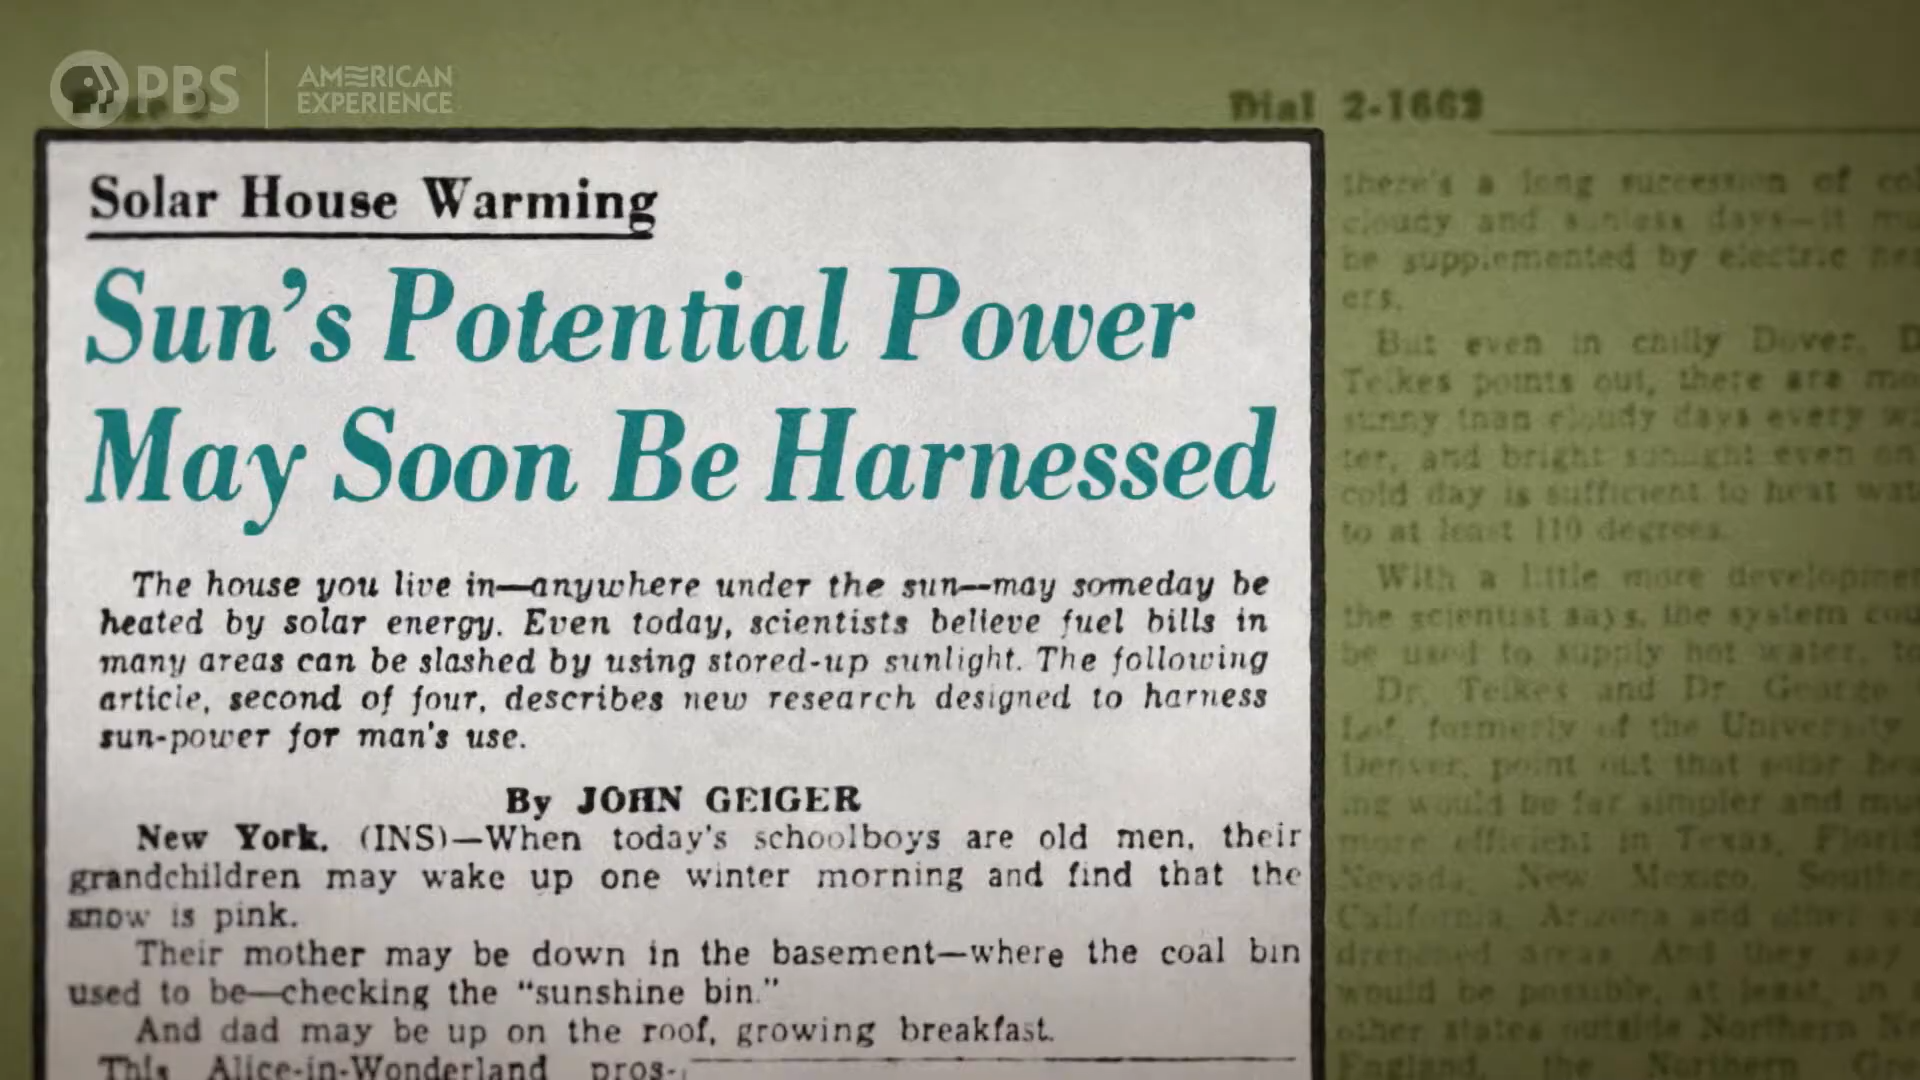 PBS
AMERICAN
EXPERIENCE
Dial 2-1662
Solar House Warming
Sun's Potential Power
May Soon Be Harnessed
The house you live in—anywhere under the sun—may someday be
heated by solar energy. Even today, scientists believe fuel bills in
many areas can be slashed by using stored-up sunlight. The following
article, second of four, describes new research designed to harness
sun-power for man's use.
By JOHN GEIGER
New York. (INS)—When today's schoolboys are old men, their
grandchildren may wake up one winter morning and find that the
snow is pink.
Their mother may be down in the basement—where the coal bin
used to be—checking the "sunshine bin."
And dad may be up on the roof, growing breakfast.
This Alice-in-Wonderland pros-
there's a long succession of
cloudy and sunless days—it
be supplemented by electric
ers.
But even in chilly Dover,
Telkes points out, there are
sunny than cloudy days every
ter, and bright sunlight even on
cold day is sufficient to heat
to at least 110 degrees.
With a little more
the scientist says, the system
be used to supply hot water,
Dr. Telkes and Dr. George
Lof, formerly of the University
Denver, point out that solar
ing would be far simpler and
more efficient in Texas,
Nevada, New Mexico,
California, Arizona and other
drenched areas. And they say
would be possible, at least, in
other states outside Northern
England, the Northern